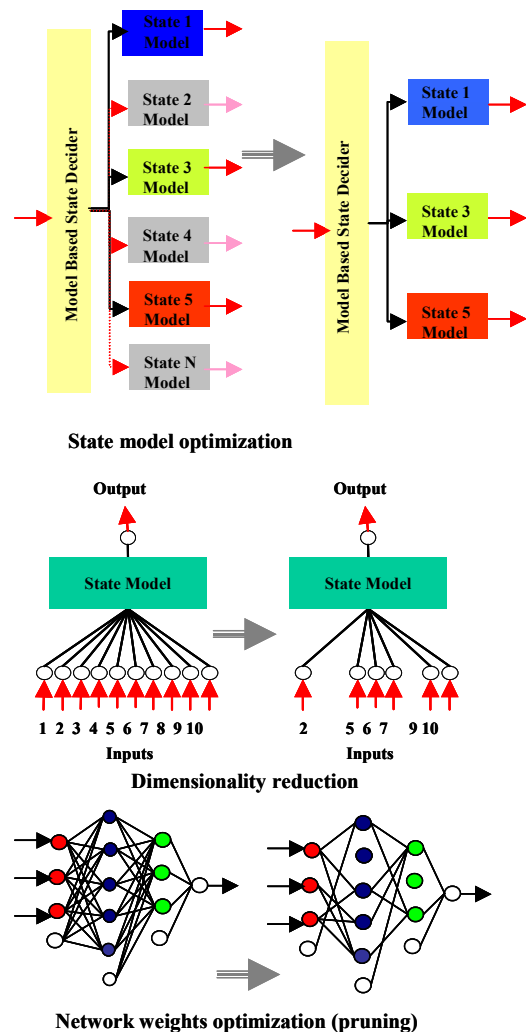 Model Based State Decider
State 1
Model
State 2
Model
State 3
Model
State 4
Model
State 5
Model
State N
Model
Model Based State Decider
State 1
Model
State 3
Model
State 5
Model
State model optimization
Output
State Model
1 2 3 4 5 6 7 8 9 10
Inputs
Output
State Model
2 5 6 7 9 10
Inputs
Dimensionality reduction
Network weights optimization (pruning)